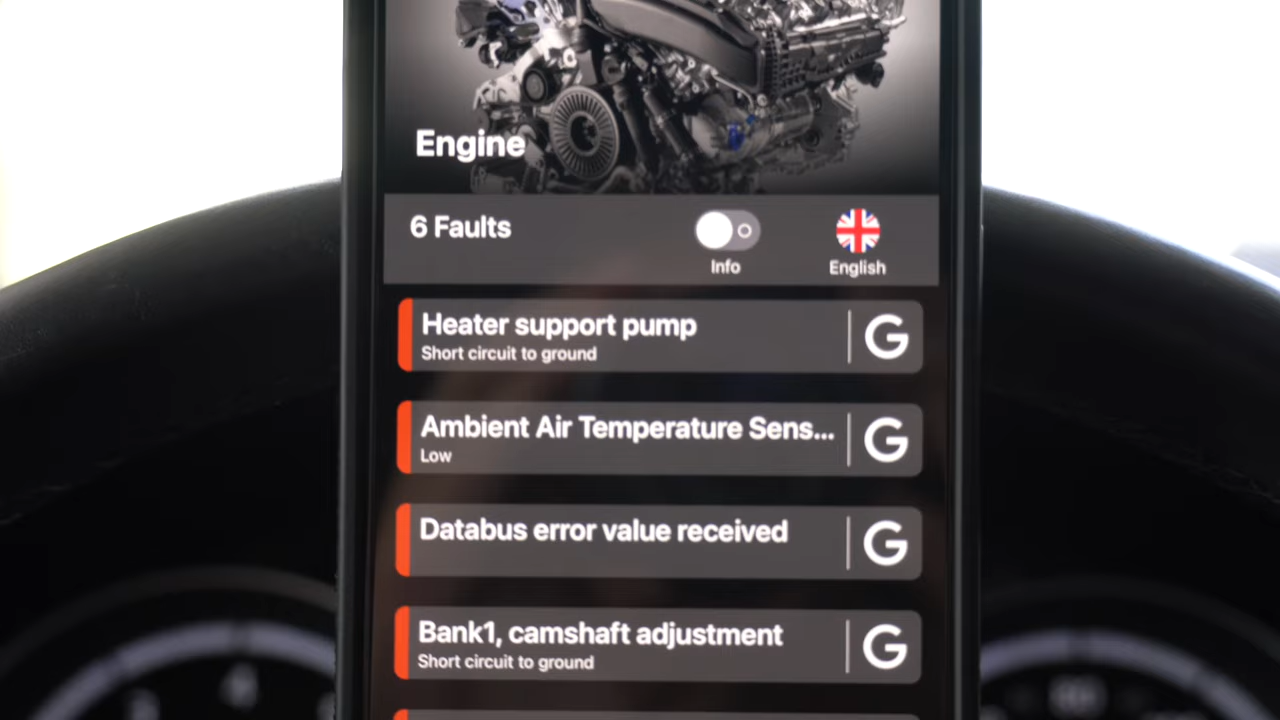 Engine
6 Faults
Info
English
Heater support pump
Short circuit to ground
G
Ambient Air Temperature Sens...
Low
G
Databus error value received
G
Bank1, camshaft adjustment
Short circuit to ground
G